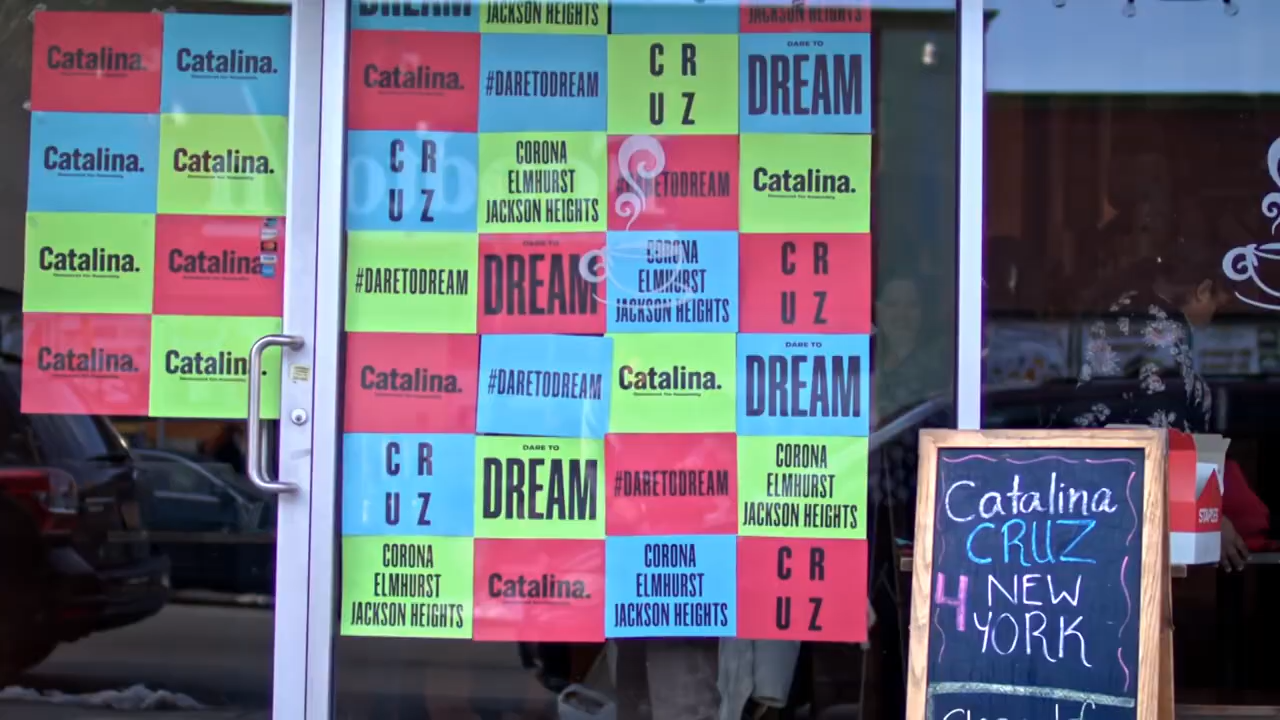 Catalina.
Catalina.
Catalina.
Catalina.
Catalina.
Catalina.
Catalina.
Catalin
DREAM
JACKSON HEIGHTS
JACKSON HEIGHTS
Catalina.
#DARETODREAM
C R
U Z
DARE TO
DREAM
C R
U Z
CORONA
ELMHURST
JACKSON HEIGHTS
#DARETODREAM
Catalina.
#DARETODREAM
DARE TO
DREAM
CORONA
ELMHURST
JACKSON HEIGHTS
C R
U Z
Catalina.
#DARETODREAM
Catalina.
DARE TO
DREAM
C R
U Z
DARE TO
DREAM
#DARETODREAM
CORONA
ELMHURST
JACKSON HEIGHTS
CORONA
ELMHURST
JACKSON HEIGHTS
Catalina.
CORONA
ELMHURST
JACKSON HEIGHTS
C R
U Z
Catalina
CRUZ
4 NEW
YORK
STAPLES